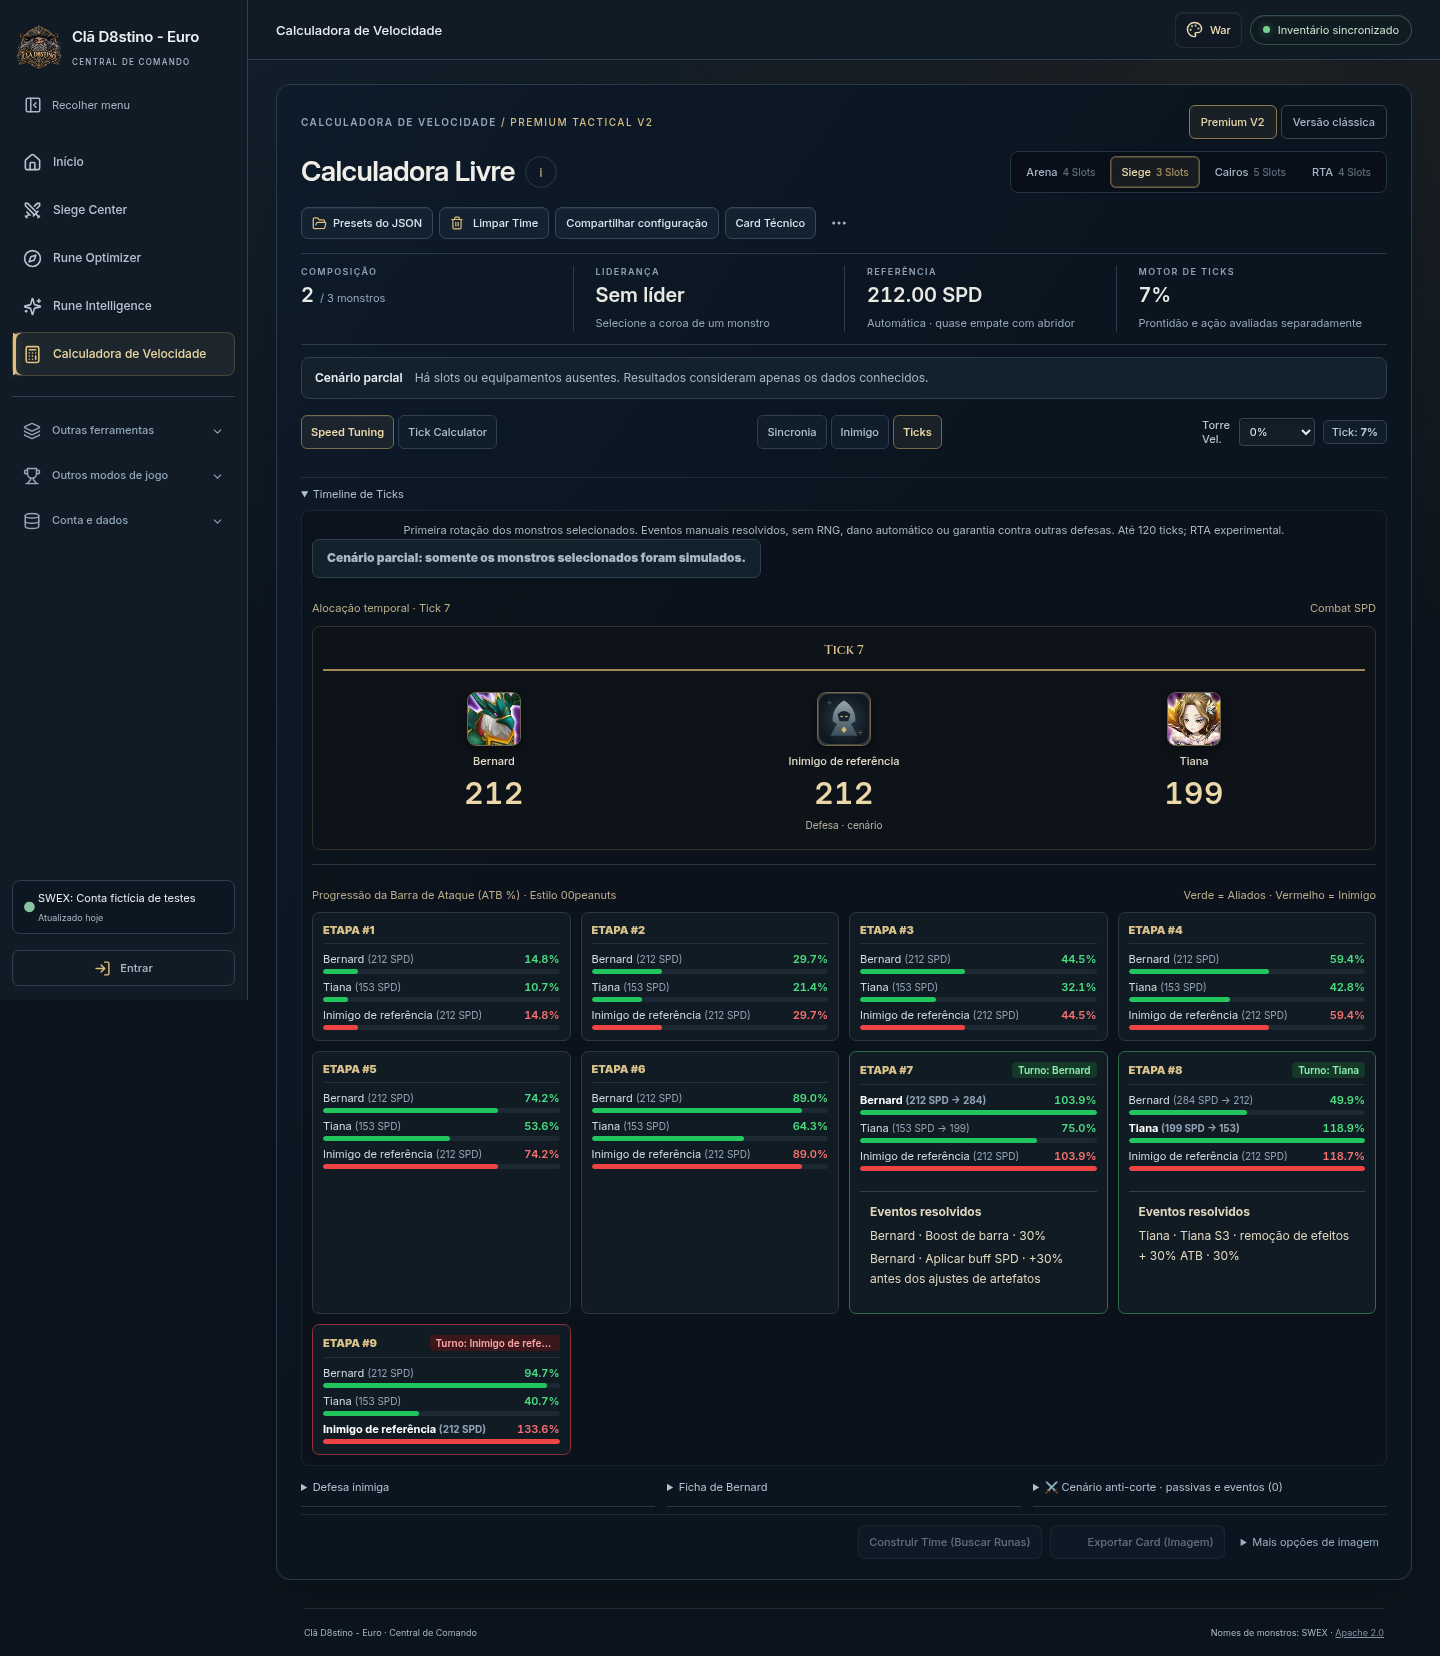 Clã D8stino - Euro
CENTRAL DE COMANDO
Recolher menu
Início
Siege Center
Rune Optimizer
Rune Intelligence
Calculadora de Velocidade
Outras ferramentas
Outros modos de jogo
Conta e dados
SWEX: Conta fictícia de testes
Atualizado hoje
Entrar
Calculadora de Velocidade
War
Inventário sincronizado
CALCULADORA DE VELOCIDADE / PREMIUM TACTICAL V2
Premium V2
Versão clássica
Calculadora Livre
i
Arena 4 Slots
Siege 3 Slots
Cairos 5 Slots
RTA 4 Slots
Presets do JSON
Limpar Time
Compartilhar configuração
Card Técnico
•••
COMPOSIÇÃO
2 / 3 monstros
LIDERANÇA
Sem líder
Selecione a coroa de um monstro
REFERÊNCIA
212.00 SPD
Automática · quase empate com abridor
MOTOR DE TICKS
7%
Prontidão e ação avaliadas separadamente
Cenário parcial Há slots ou equipamentos ausentes. Resultados consideram apenas os dados conhecidos.
Speed Tuning
Tick Calculator
Sincronia
Inimigo
Ticks
Torre
Vel.
0%
Tick: 7%
▼ Timeline de Ticks
Primeira rotação dos monstros selecionados. Eventos manuais resolvidos, sem RNG, dano automático ou garantia contra outras defesas. Até 120 ticks; RTA experimental.
Cenário parcial: somente os monstros selecionados foram simulados.
Alocação temporal · Tick 7
Combat SPD
TICK 7
Bernard
212
Inimigo de referência
212
Defesa · cenário
Tiana
199
Progressão da Barra de Ataque (ATB %) · Estilo 00peanuts
Verde = Aliados · Vermelho = Inimigo
ETAPA #1
Bernard (212 SPD) 14.8%
Tiana (153 SPD) 10.7%
Inimigo de referência (212 SPD) 14.8%
ETAPA #2
Bernard (212 SPD) 29.7%
Tiana (153 SPD) 21.4%
Inimigo de referência (212 SPD) 29.7%
ETAPA #3
Bernard (212 SPD) 44.5%
Tiana (153 SPD) 32.1%
Inimigo de referência (212 SPD) 44.5%
ETAPA #4
Bernard (212 SPD) 59.4%
Tiana (153 SPD) 42.8%
Inimigo de referência (212 SPD) 59.4%
ETAPA #5
Bernard (212 SPD) 74.2%
Tiana (153 SPD) 53.6%
Inimigo de referência (212 SPD) 74.2%
ETAPA #6
Bernard (212 SPD) 89.0%
Tiana (153 SPD) 64.3%
Inimigo de referência (212 SPD) 89.0%
ETAPA #7 Turno: Bernard
Bernard (212 SPD → 284) 103.9%
Tiana (153 SPD → 199) 75.0%
Inimigo de referência (212 SPD) 103.9%
Eventos resolvidos
Bernard · Boost de barra · 30%
Bernard · Aplicar buff SPD · +30%
antes dos ajustes de artefatos
ETAPA #8 Turno: Tiana
Bernard (284 SPD → 212) 49.9%
Tiana (199 SPD → 153) 118.9%
Inimigo de referência (212 SPD) 118.7%
Eventos resolvidos
Tiana · Tiana S3 · remoção de efeitos
+ 30% ATB · 30%
ETAPA #9 Turno: Inimigo de refe...
Bernard (212 SPD) 94.7%
Tiana (153 SPD) 40.7%
Inimigo de referência (212 SPD) 133.6%
▶ Defesa inimiga
▶ Ficha de Bernard
▶ ⚔️ Cenário anti-corte · passivas e eventos (0)
Construir Time (Buscar Runas)
Exportar Card (Imagem)
▶ Mais opções de imagem
Clã D8stino - Euro · Central de Comando
Nomes de monstros: SWEX · Apache 2.0